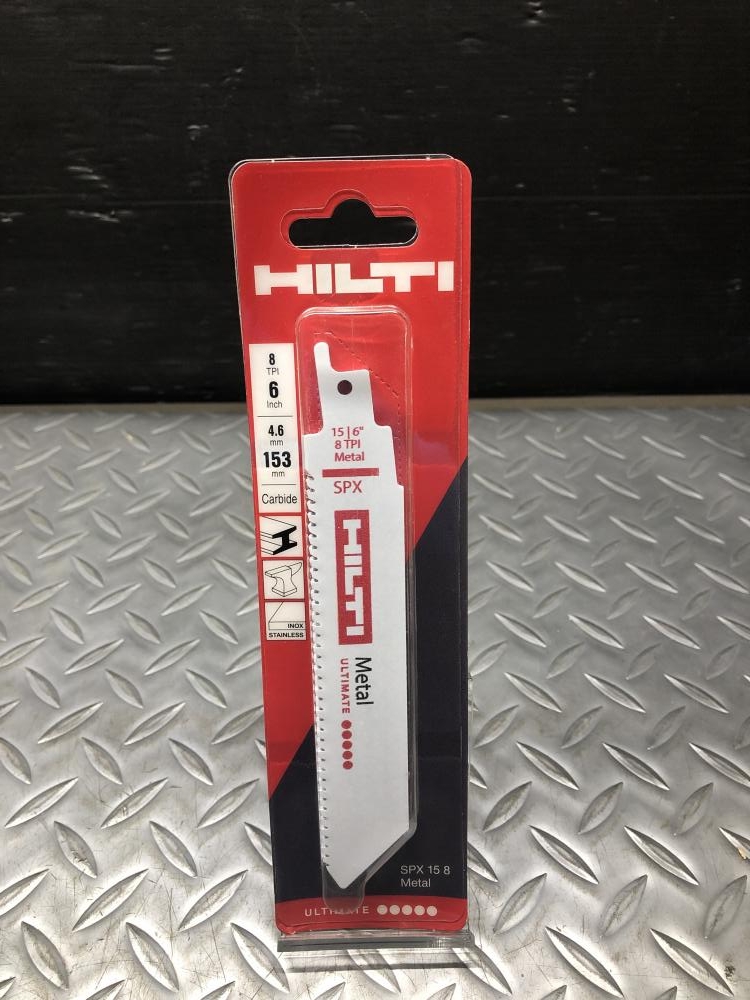 HILTI
8
TPI
6
Inch
4.6
mm
153
mm
Carbide
INOX
STAINLESS
15 | 6"
8 TPI
Metal
SPX
HILTI
Metal
ULTIMATE
SPX 15 8
Metal
ULTIMATE